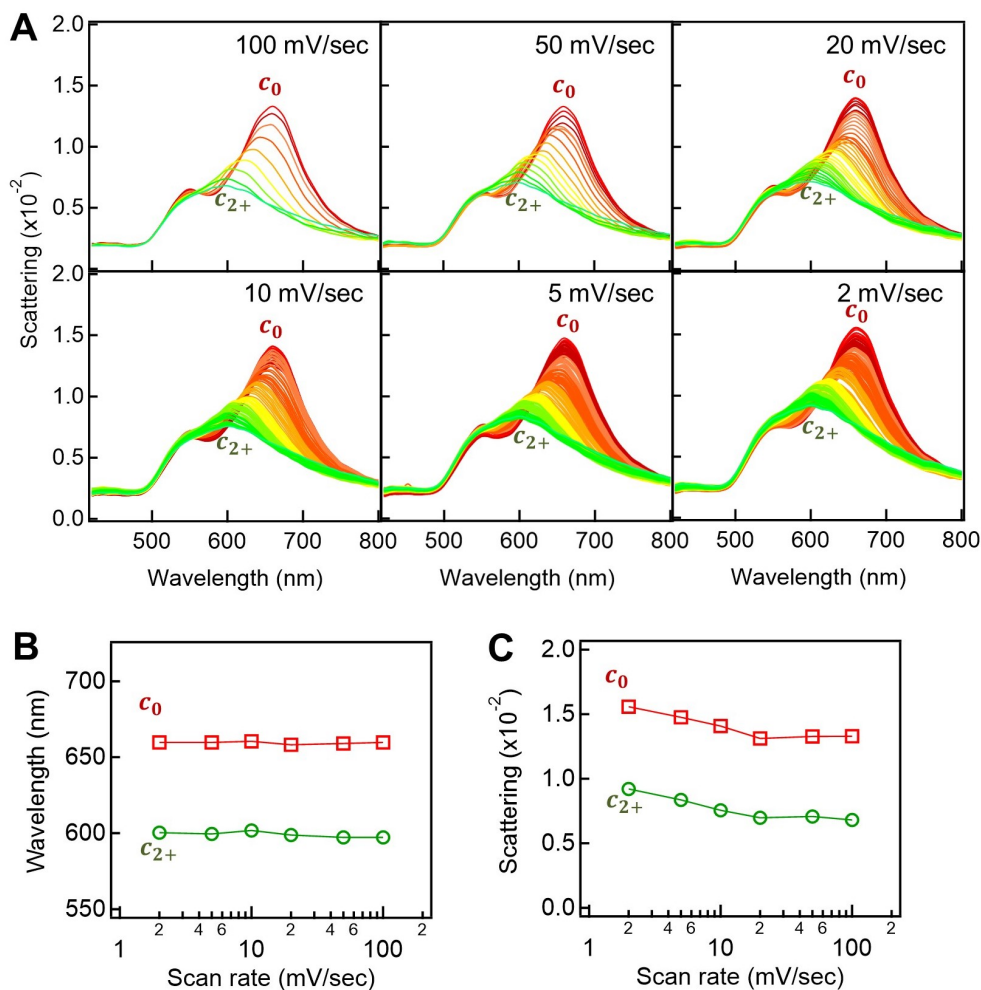 A
100 mV/sec
50 mV/sec
20 mV/sec
c0
c0
c0
c2+
c2+
c2+
10 mV/sec
5 mV/sec
2 mV/sec
c0
c0
c0
c2+
c2+
c2+
Scattering (x10-2)
2.0
1.5
1.0
0.5
2.0
1.5
1.0
0.5
0.0
500 600 700 800
500 600 700 800
500 600 700 800
Wavelength (nm)
Wavelength (nm)
Wavelength (nm)
B
Wavelength (nm)
700
650
600
550
c0
c2+
1 2 4 6 10 2 4 6 100 2
Scan rate (mV/sec)
C
Scattering (x10-2)
2.0
1.5
1.0
0.5
0.0
c0
c2+
1 2 4 6 10 2 4 6 100 2
Scan rate (mV/sec)